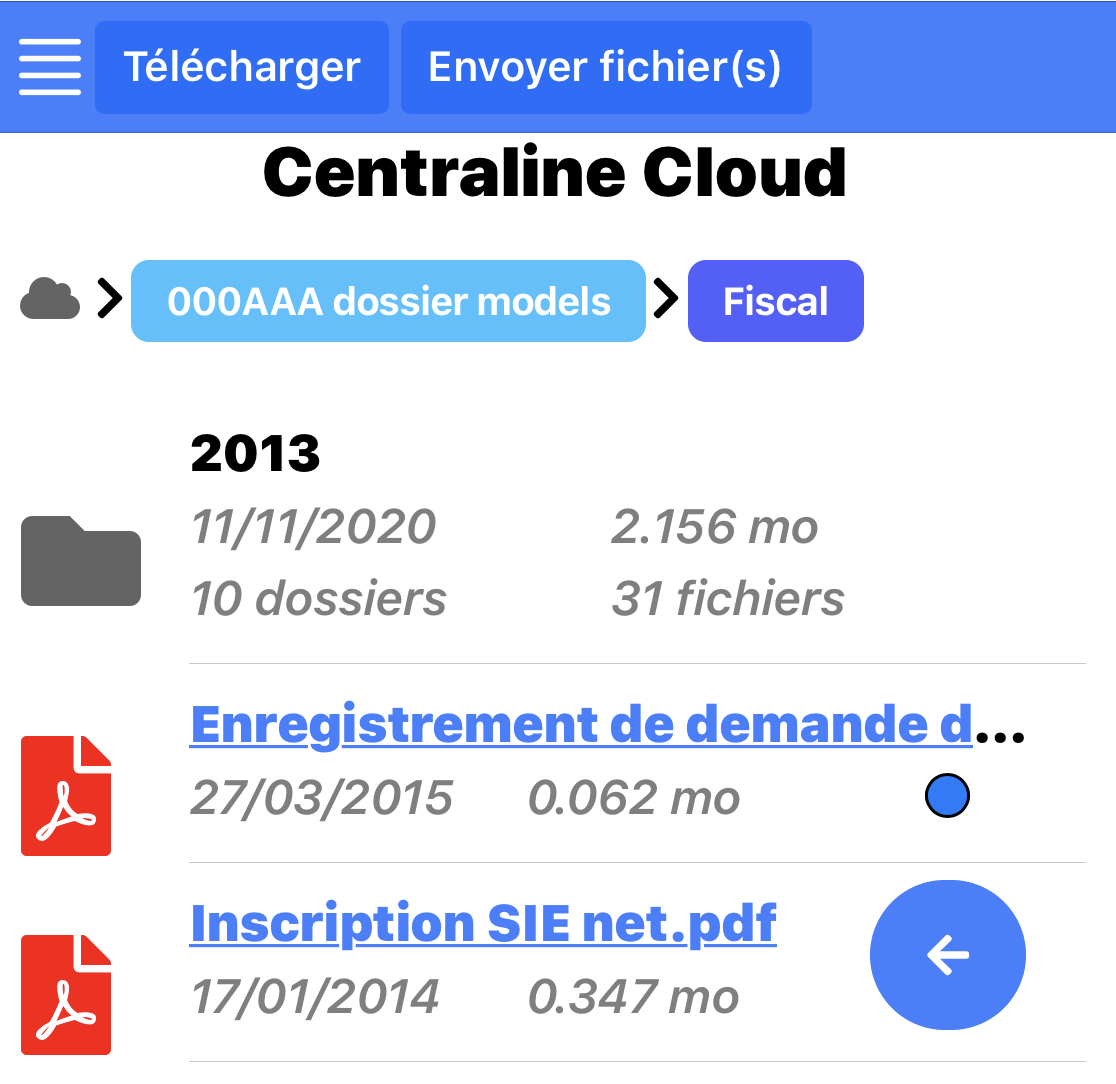 Télécharger Envoyer fichier(s)
Centraline Cloud
000AAA dossier models Fiscal
2013
11/11/2020 2.156 mo
10 dossiers 31 fichiers
Enregistrement de demande d...
27/03/2015 0.062 mo
Inscription SIE net.pdf
17/01/2014 0.347 mo